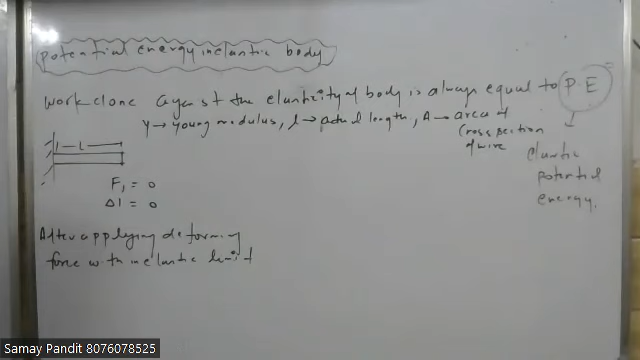 potential energy in elastic body
work done against the elasticity of body is always equal to P.E
Y → young modulus, l → actual length, A → area of
cross section
of wire
elastic
potential
energy.
L
F₁ = 0
Δl = 0
After applying deforming
force with in elastic limit
Samay Pandit 8076078525